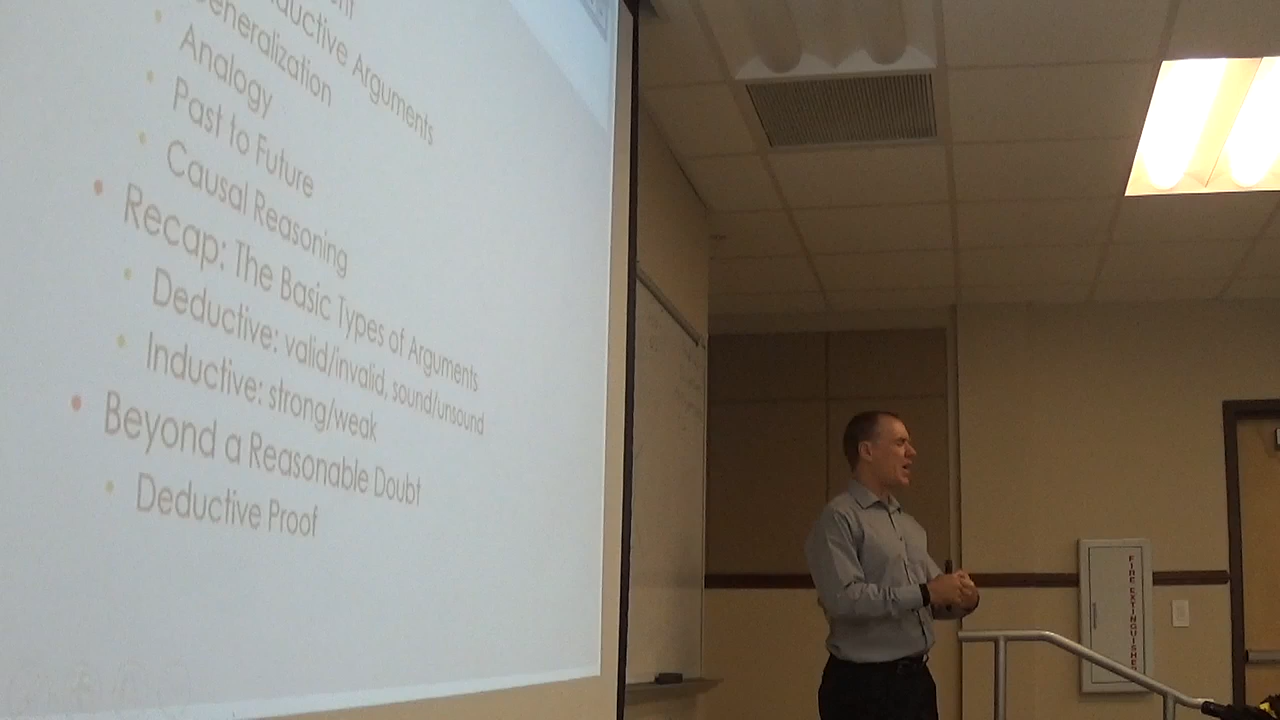 Arguments
Generalization
Analogy
Past to Future
Causal Reasoning
Recap: The Basic Types of Arguments
Deductive: valid/invalid, sound/unsound
Inductive: strong/weak
Beyond a Reasonable Doubt
Deductive Proof
FIRE EXTINGUISHER